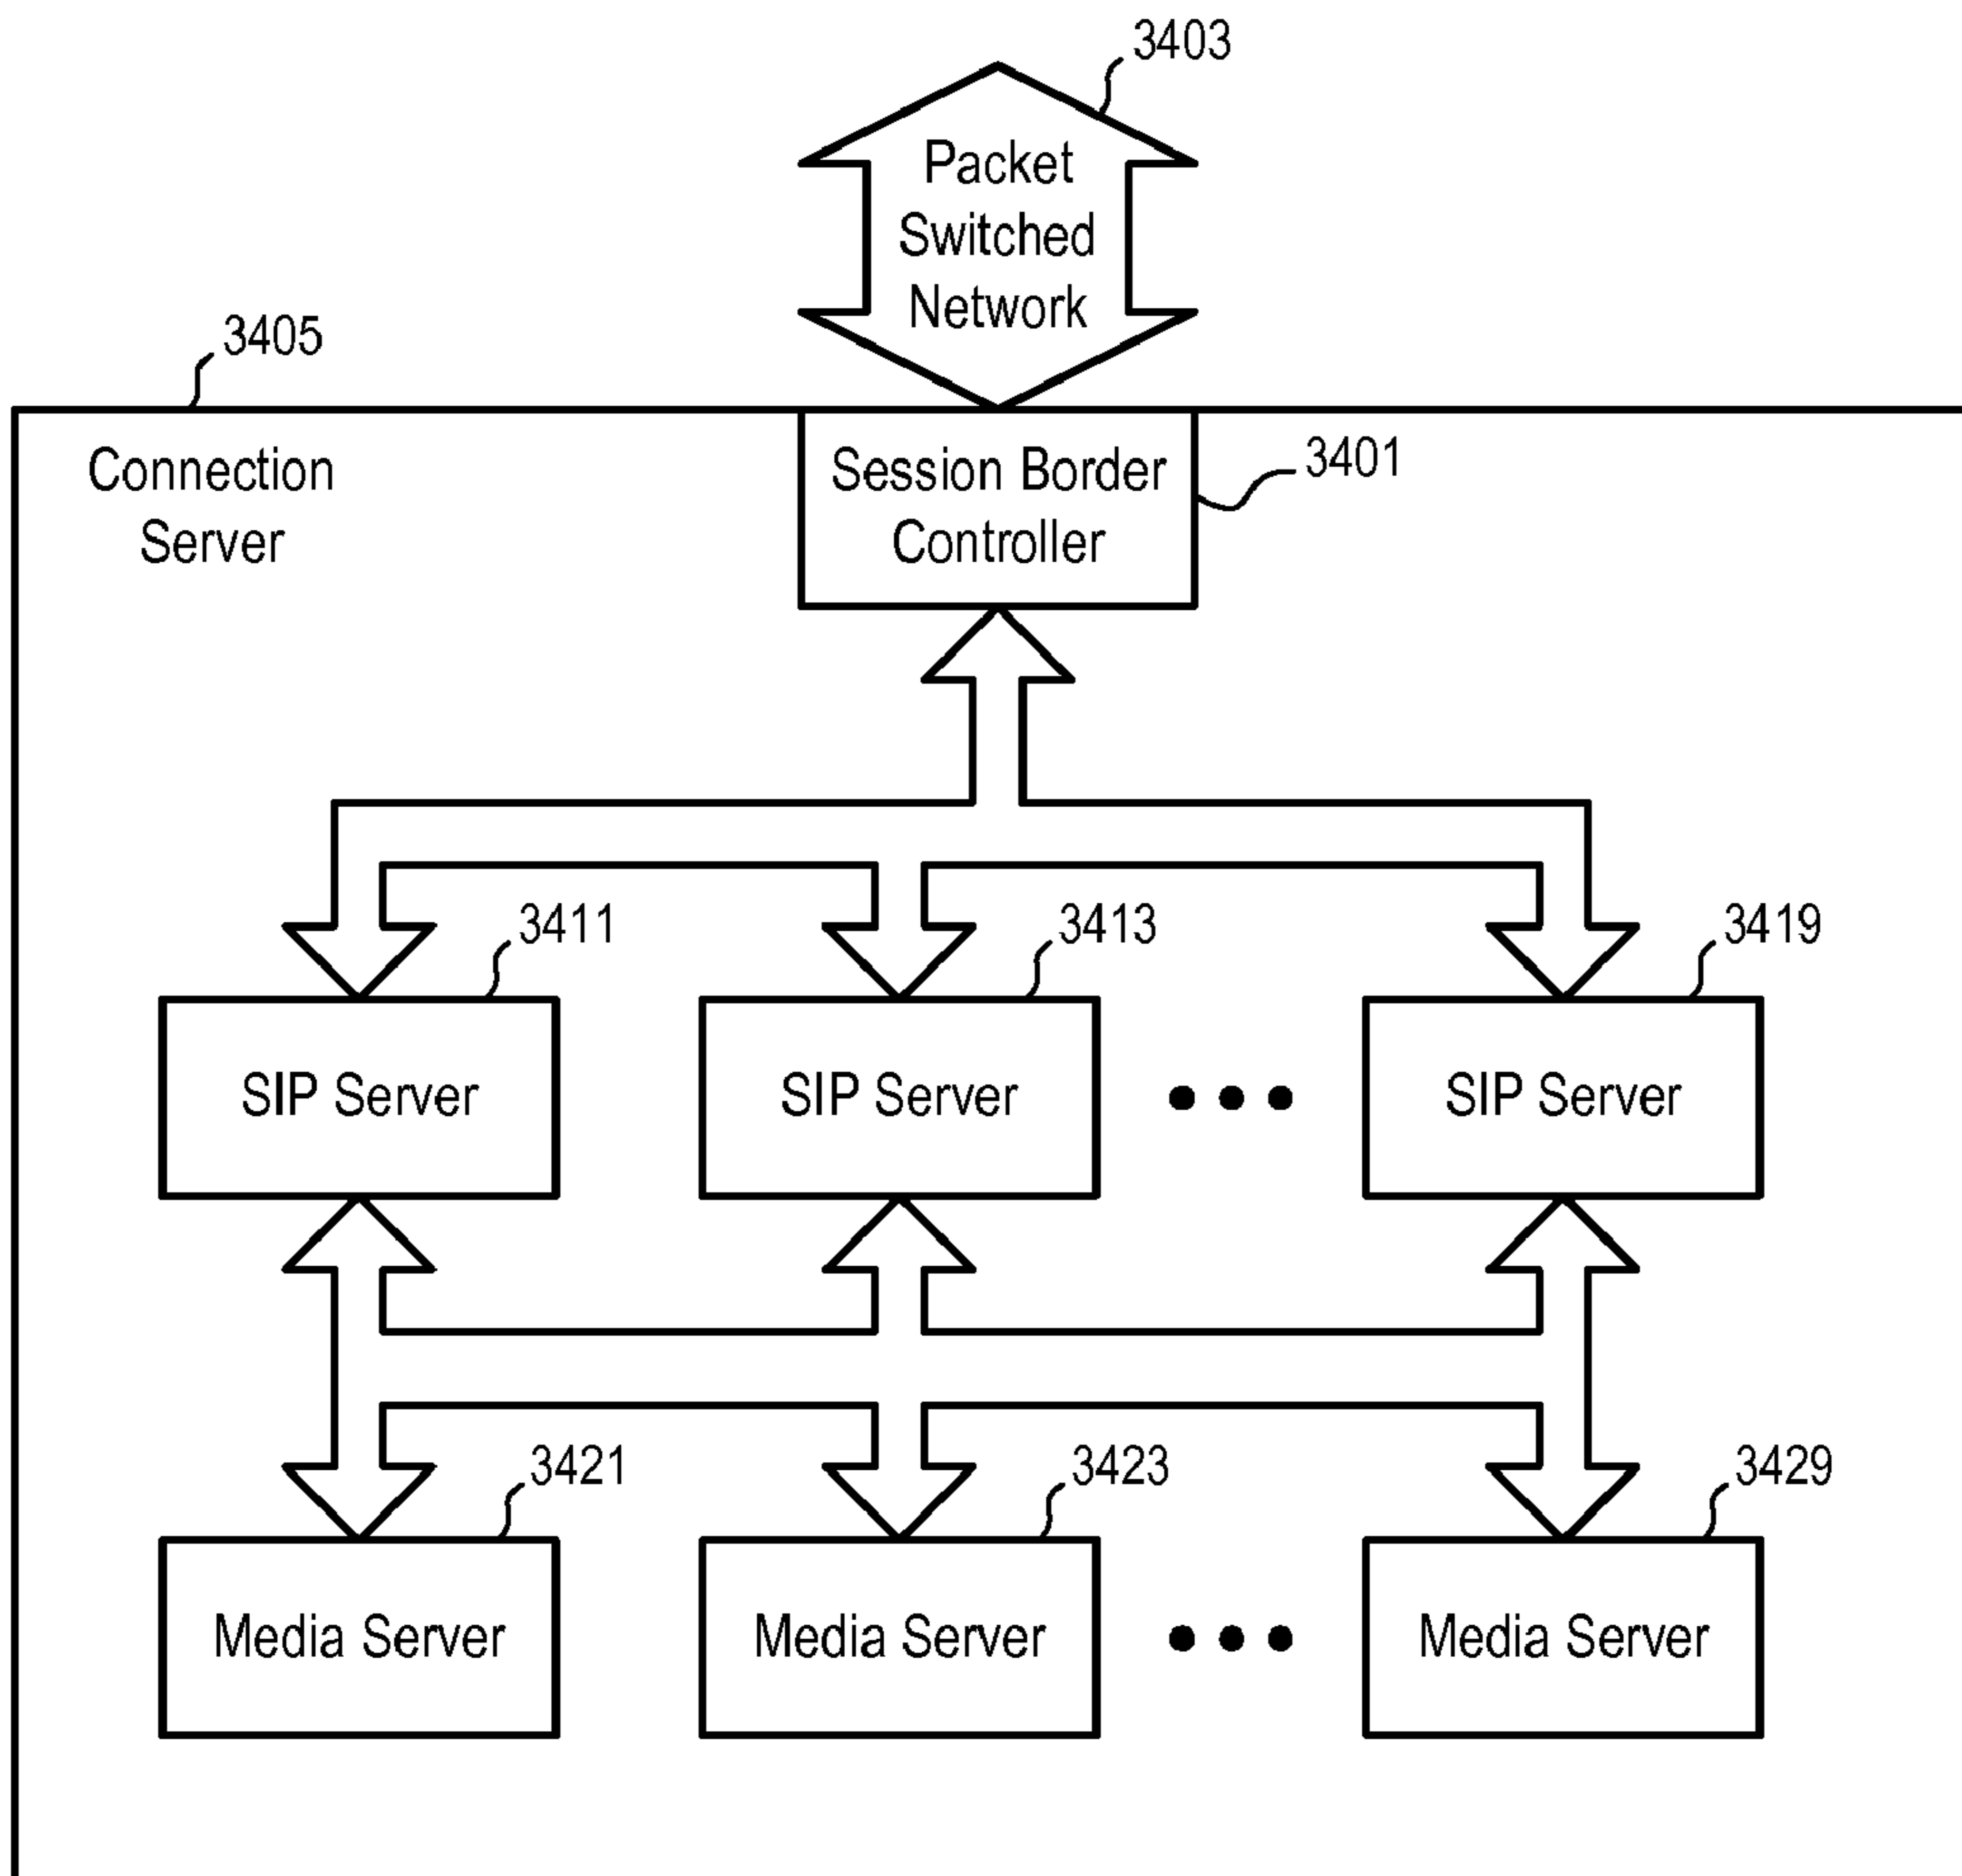 3403
Packet
Switched
Network
3405
Connection
Server
Session Border
Controller
3401
3411
3413
3419
SIP Server
SIP Server
SIP Server
3421
3423
3429
Media Server
Media Server
Media Server